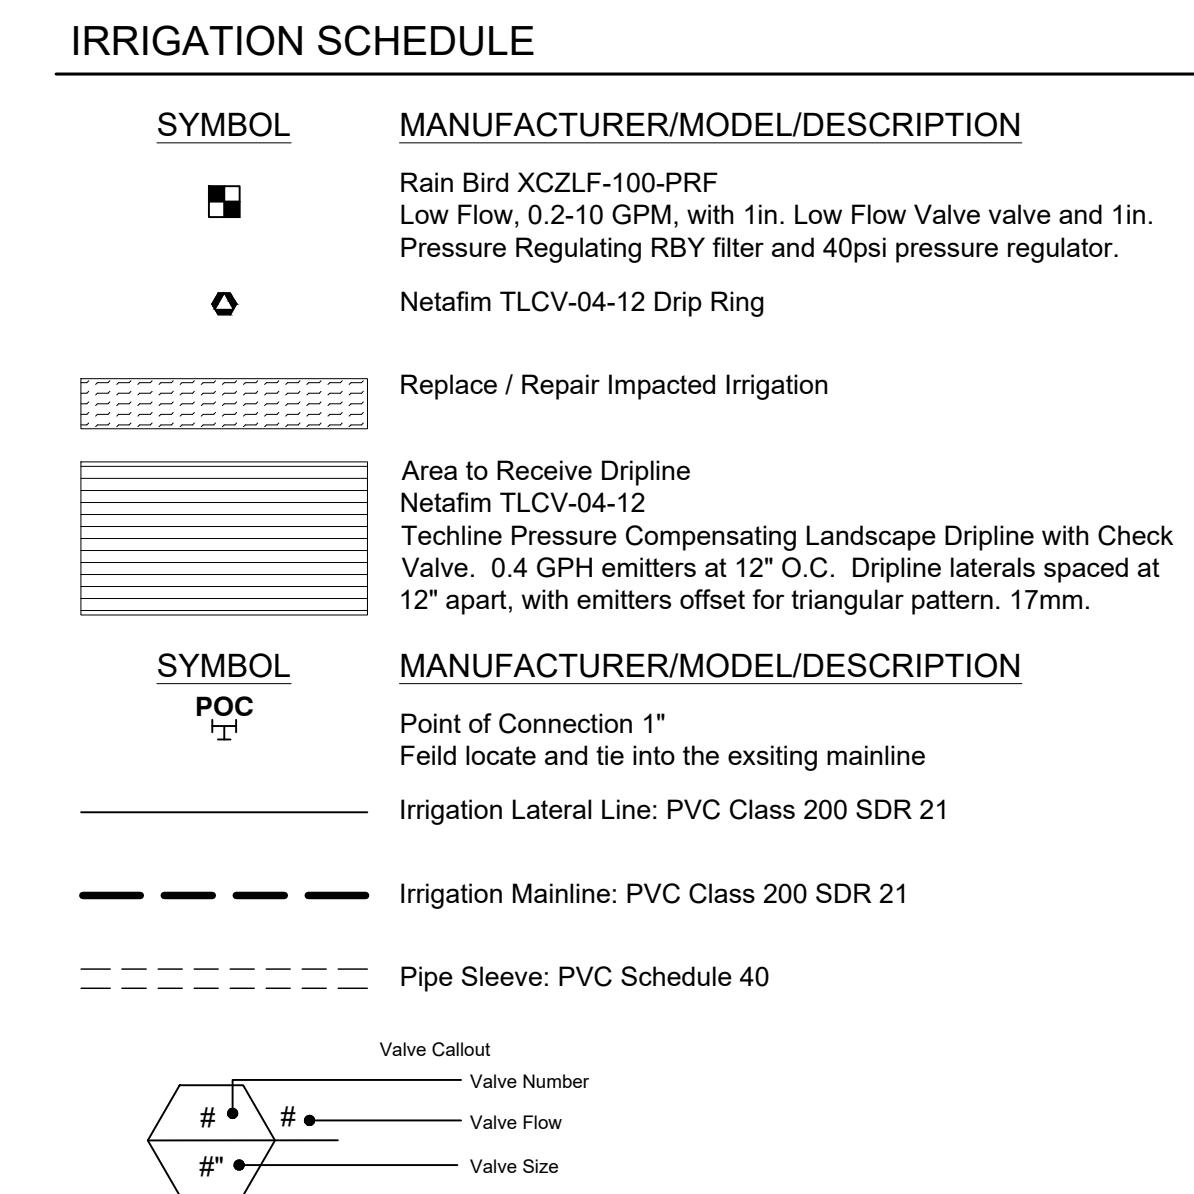 IRRIGATION SCHEDULE
SYMBOL MANUFACTURER/MODEL/DESCRIPTION
Rain Bird XCZLF-100-PRF
Low Flow, 0.2-10 GPM, with 1in. Low Flow Valve valve and 1in.
Pressure Regulating RBY filter and 40psi pressure regulator.
Netafim TLCV-04-12 Drip Ring
Replace / Repair Impacted Irrigation
Area to Receive Dripline
Netafim TLCV-04-12
Techline Pressure Compensating Landscape Dripline with Check
Valve.  0.4 GPH emitters at 12" O.C.  Dripline laterals spaced at
12" apart, with emitters offset for triangular pattern. 17mm.
SYMBOL MANUFACTURER/MODEL/DESCRIPTION
POC
Point of Connection 1"
Feild locate and tie into the exsiting mainline
Irrigation Lateral Line: PVC Class 200 SDR 21
Irrigation Mainline: PVC Class 200 SDR 21
Pipe Sleeve: PVC Schedule 40
Valve Callout
Valve Number
# # Valve Flow
#" Valve Size